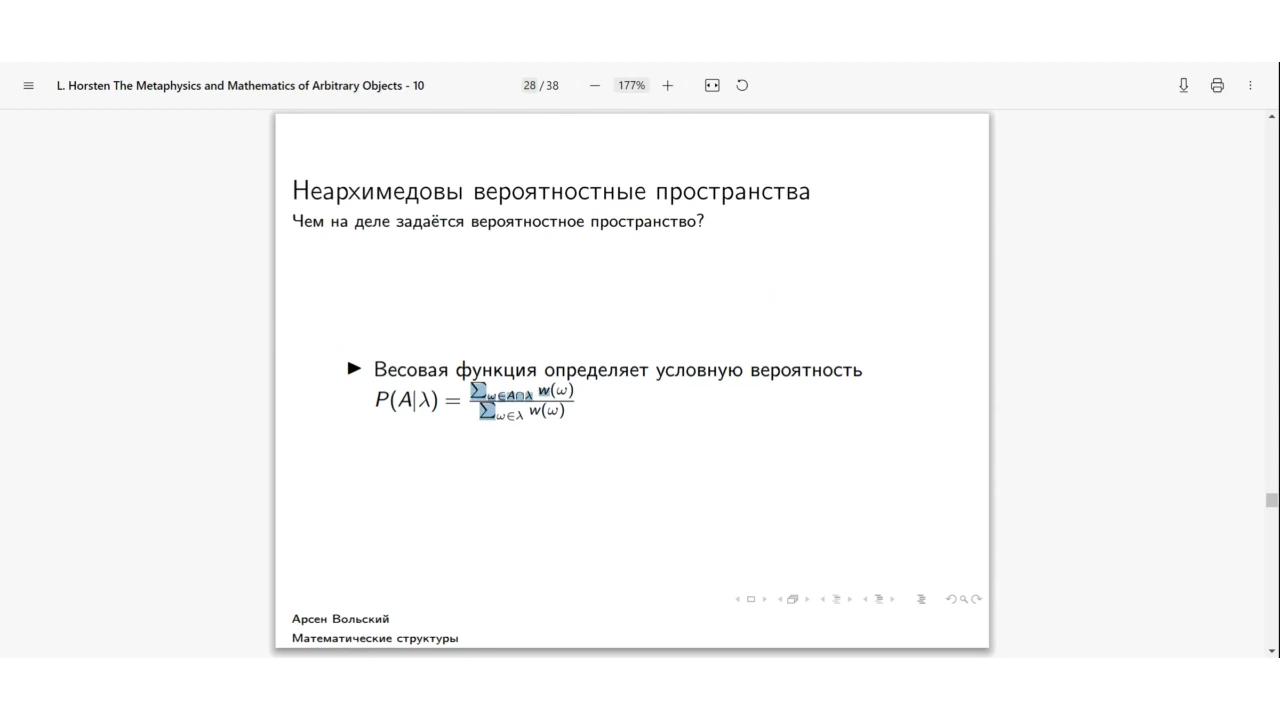 L. Horsten The Metaphysics and Mathematics of Arbitrary Objects - 10
28 / 38
177%
Неархимедовы вероятностные пространства
Чем на деле задаётся вероятностное пространство?
▶ Весовая функция определяет условную вероятность
P(A|λ) = ∑ω∈A∩λ w(ω) / ∑ω∈λ w(ω)
Арсен Вольский
Математические структуры